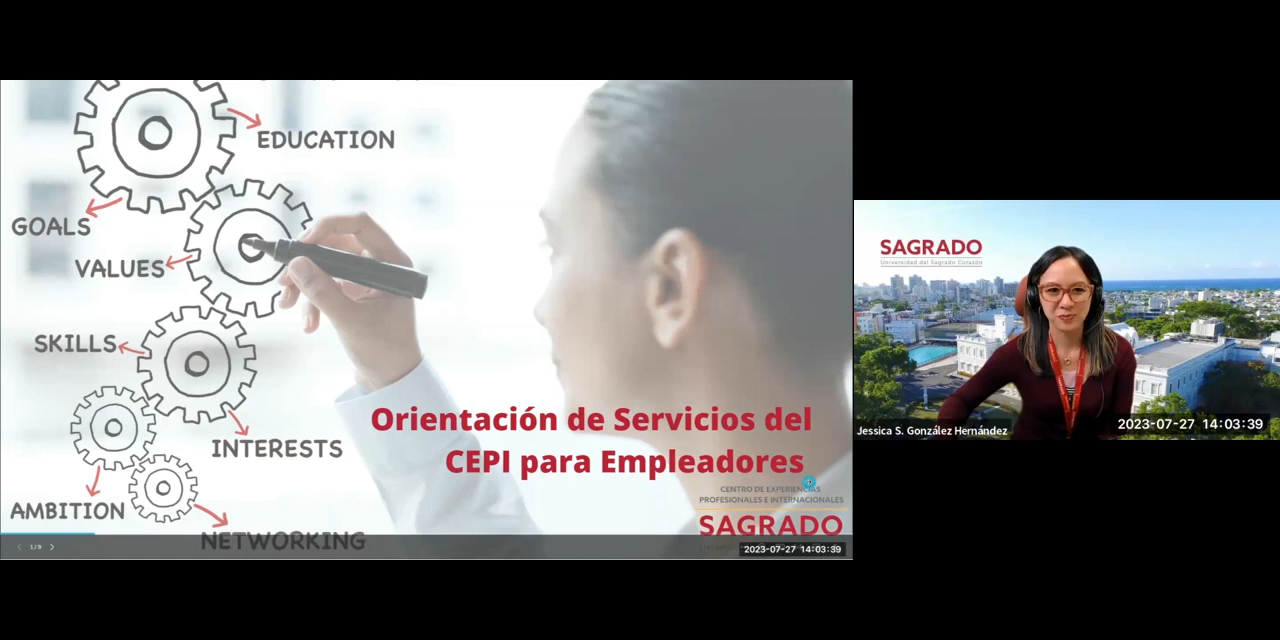 EDUCATION
GOALS
VALUES
SKILLS
INTERESTS
AMBITION
NETWORKING
Orientación de Servicios del
CEPI para Empleadores
CENTRO DE EXPERIENCIAS
PROFESIONALES E INTERNACIONALES
SAGRADO
1/9
2023-07-27 14:03:39
SAGRADO
Universidad del Sagrado Corazón
Jessica S. González Hernández
2023-07-27 14:03:39